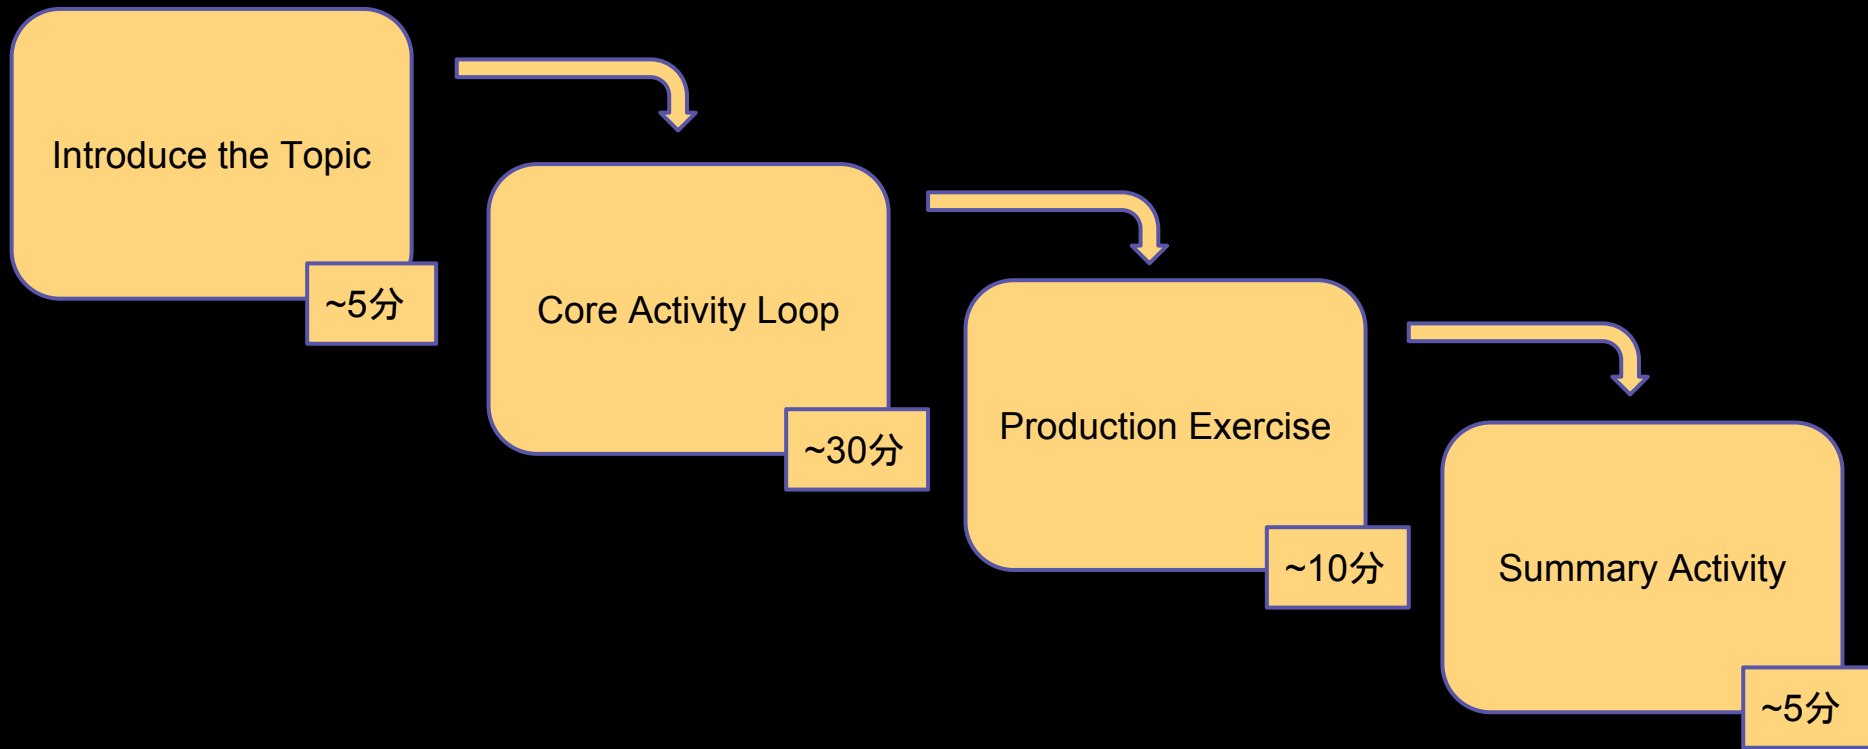 Introduce the Topic
~5分
Core Activity Loop
~30分
Production Exercise
~10分
Summary Activity
~5分